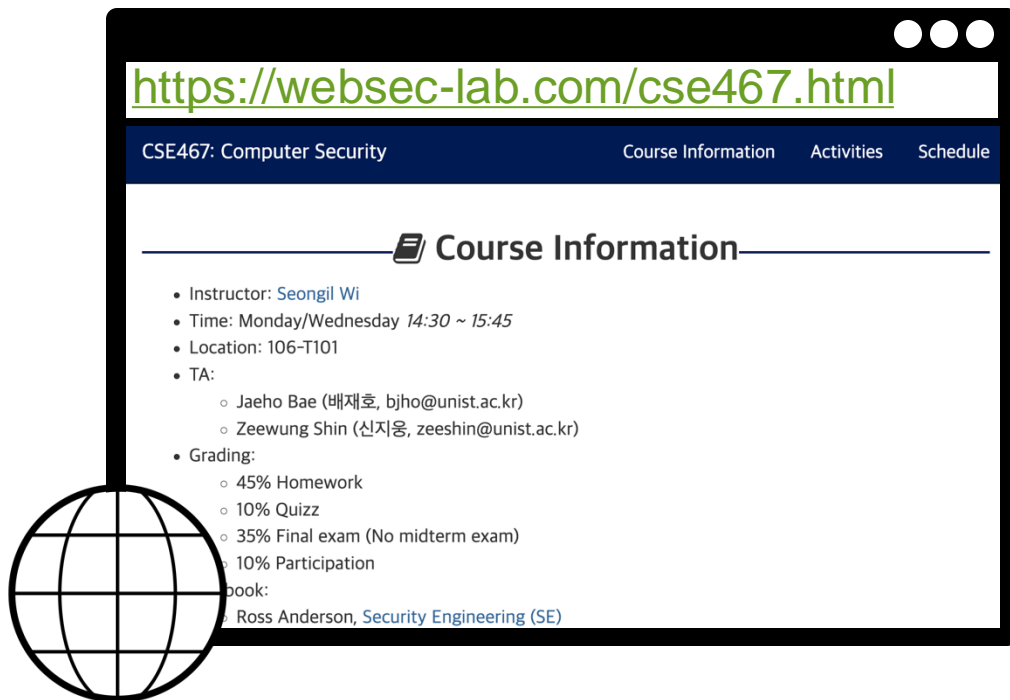 https://websec-lab.com/cse467.html
CSE467: Computer Security Course Information Activities Schedule
Course Information
• Instructor: Seongil Wi
• Time: Monday/Wednesday 14:30 ~ 15:45
• Location: 106-T101
• TA:
◦ Jaeho Bae (배재호, bjho@unist.ac.kr)
◦ Zeewung Shin (신지웅, zeeshin@unist.ac.kr)
• Grading:
◦ 45% Homework
◦ 10% Quizz
◦ 35% Final exam (No midterm exam)
◦ 10% Participation
book:
◦ Ross Anderson, Security Engineering (SE)